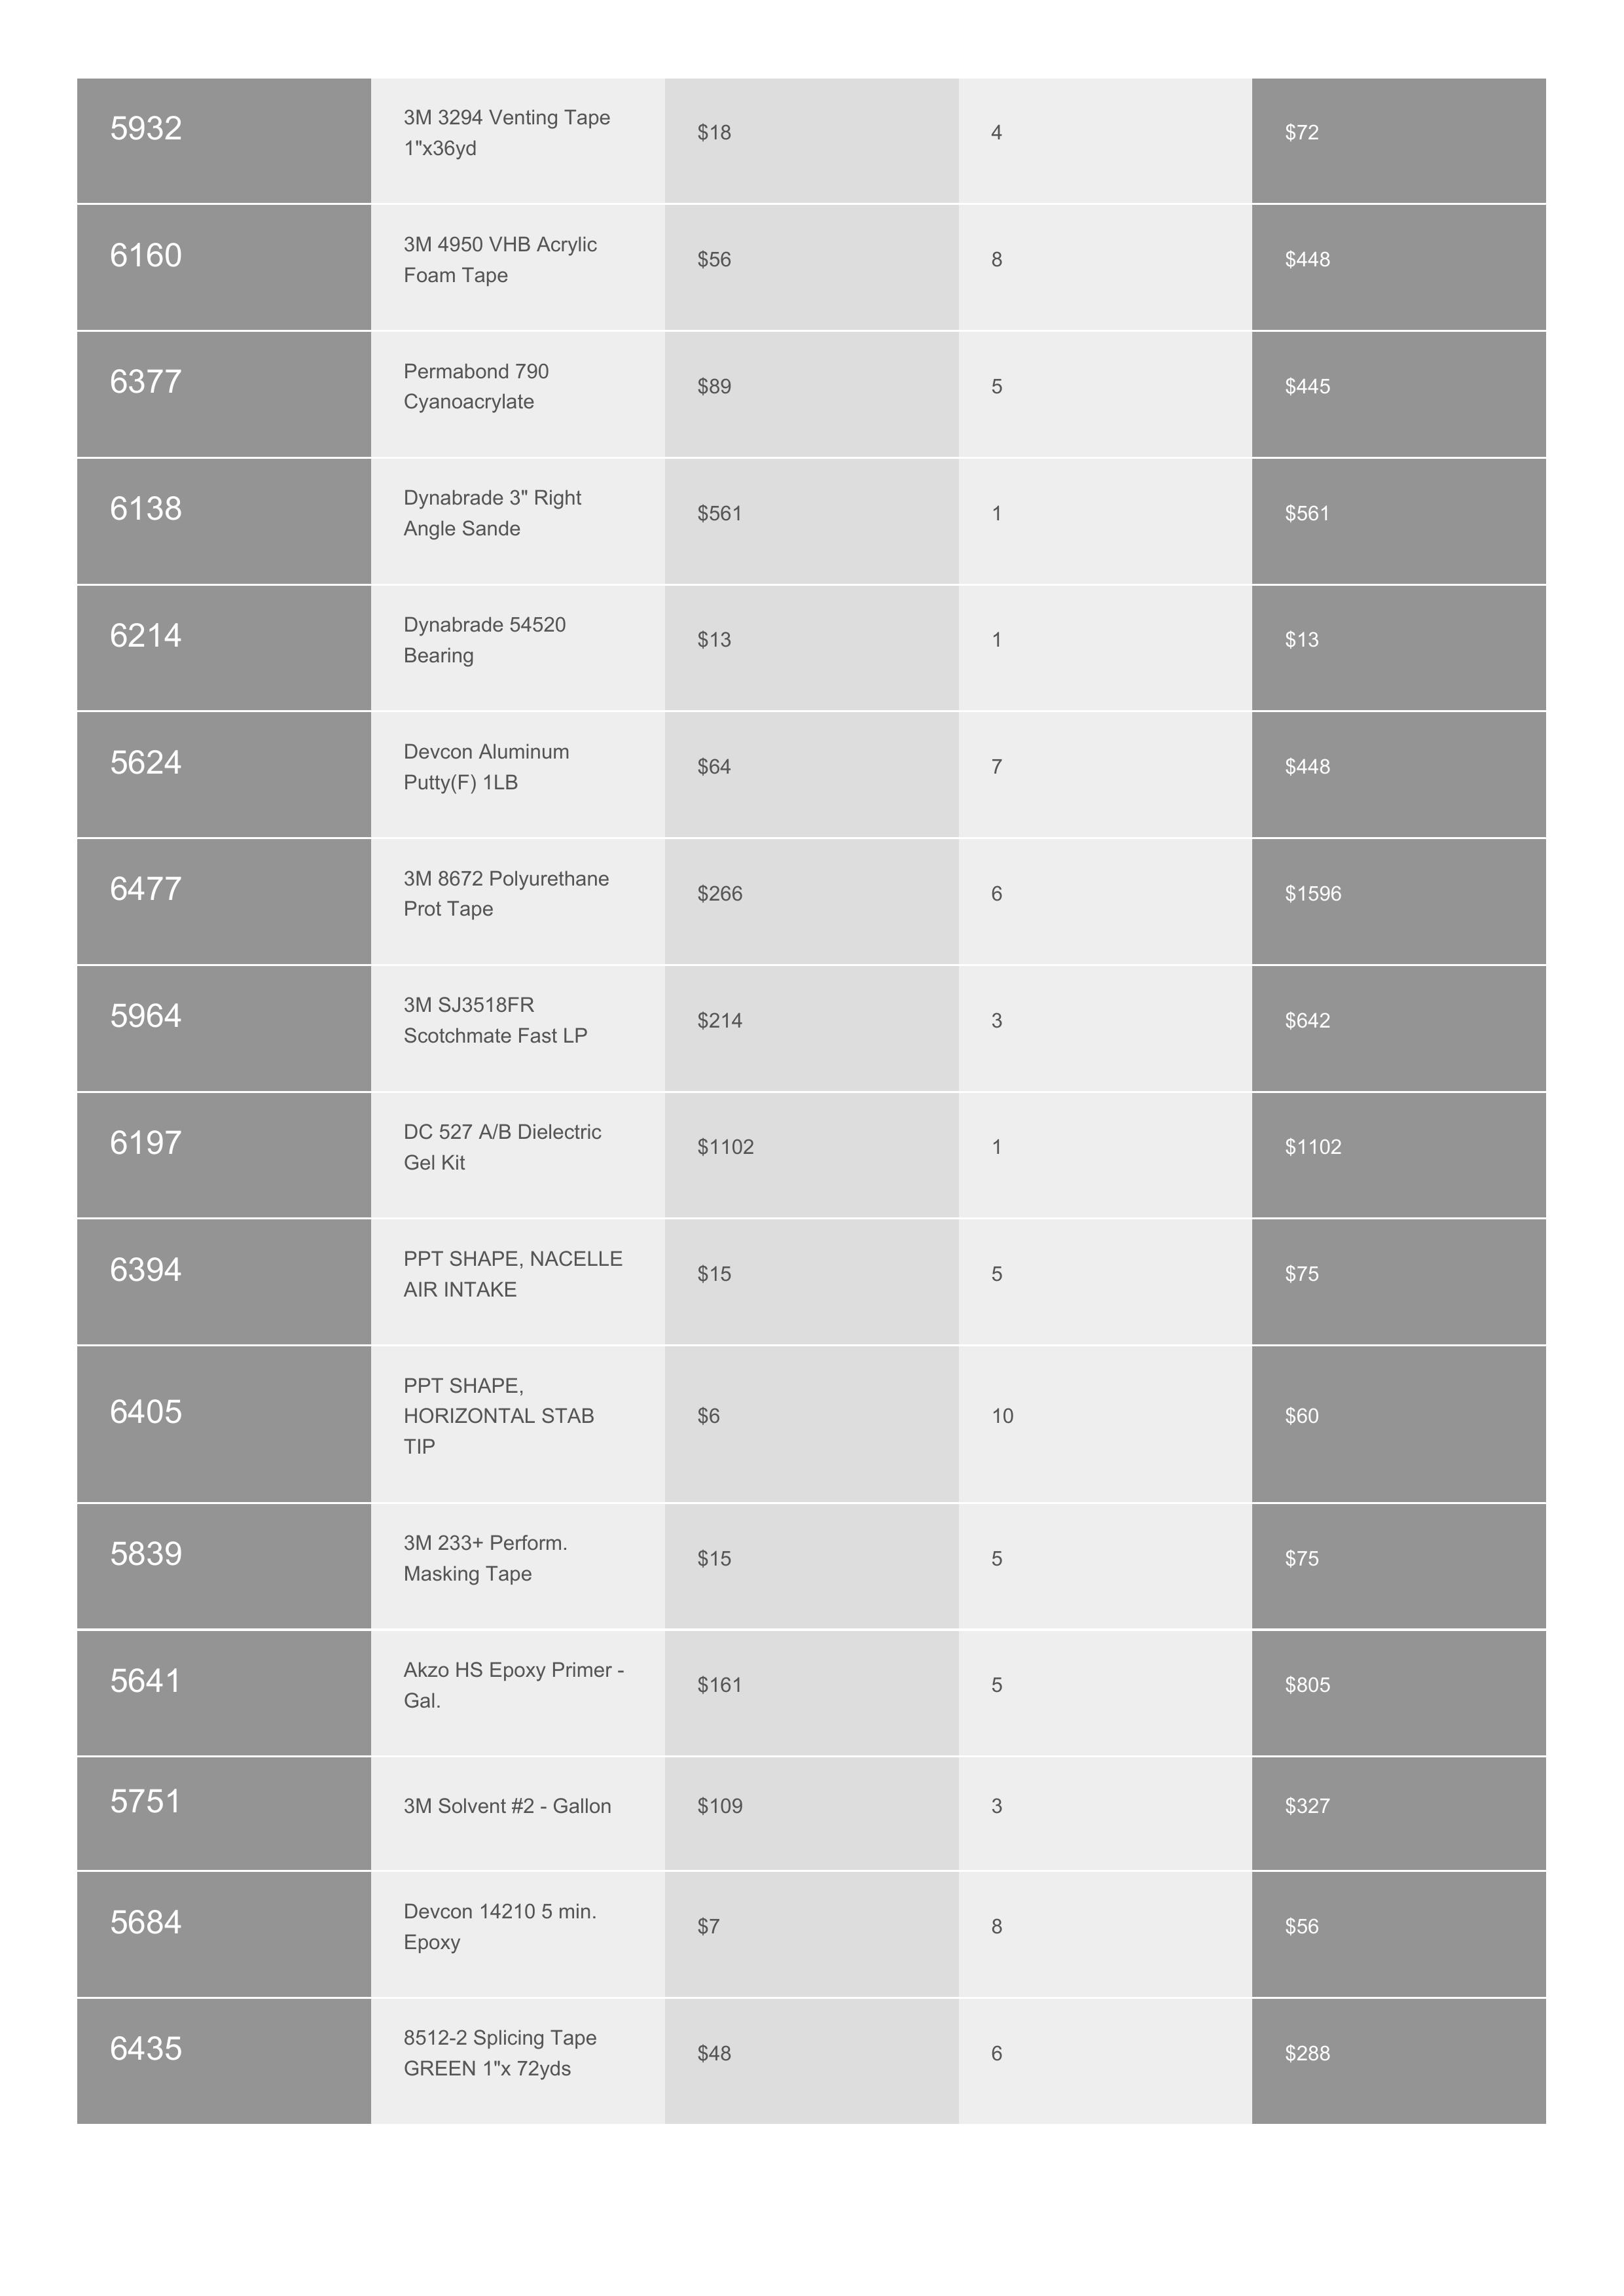 5932 3M 3294 Venting Tape $18 4 $72
1"x36yd
6160 3M 4950 VHB Acrylic $56 8 $448
Foam Tape
6377 Permabond 790 $89 5 $445
Cyanoacrylate
6138 Dynabrade 3" Right $561 1 $561
Angle Sande
6214 Dynabrade 54520 $13 1 $13
Bearing
5624 Devcon Aluminum $64 7 $448
Putty(F) 1LB
6477 3M 8672 Polyurethane $266 6 $1596
Prot Tape
5964 3M SJ3518FR $214 3 $642
Scotchmate Fast LP
6197 DC 527 A/B Dielectric $1102 1 $1102
Gel Kit
6394 PPT SHAPE, NACELLE $15 5 $75
AIR INTAKE
PPT SHAPE,
6405 HORIZONTAL STAB $6 10 $60
TIP
5839 3M 233+ Perform. $15 5 $75
Masking Tape
5641 Akzo HS Epoxy Primer - $161 5 $805
Gal.
5751 3M Solvent #2 - Gallon $109 3 $327
5684 Devcon 14210 5 min. $7 8 $56
Epoxy
6435 8512-2 Splicing Tape $48 6 $288
GREEN 1"x 72yds